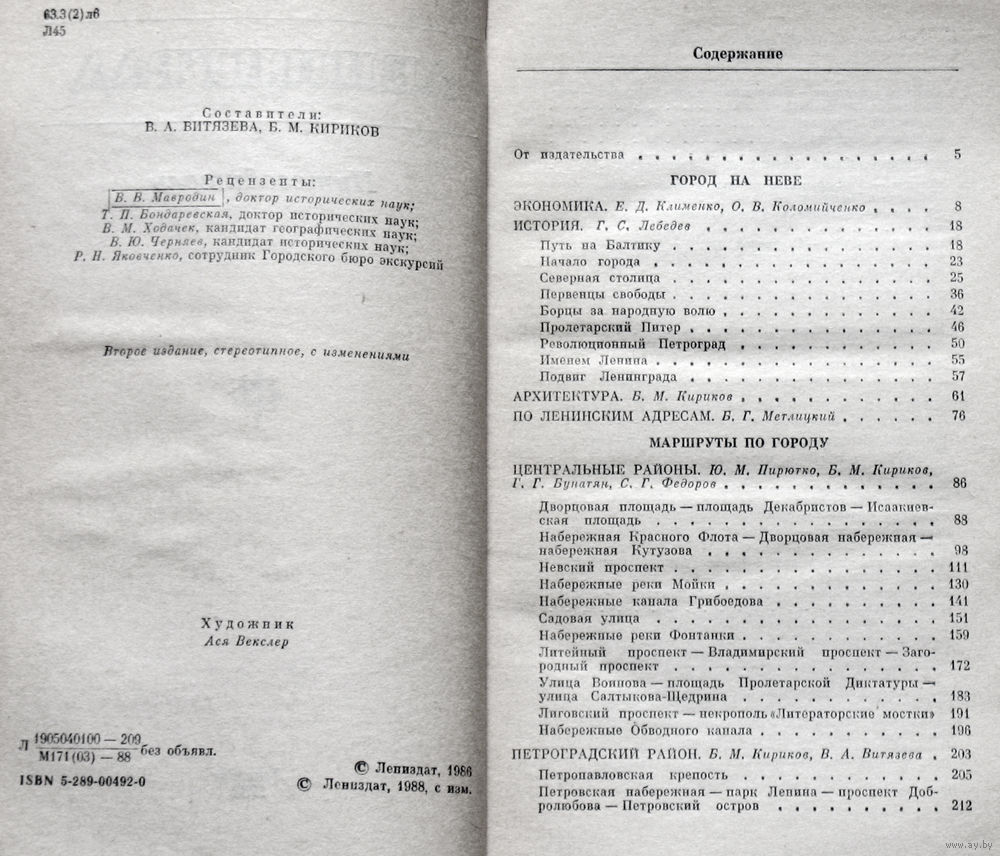 63.3(2)л6
Л45
Составители:
В. А. ВИТЯЗЕВА, Б. М. КИРИКОВ
Рецензенты:
В. В. Мавродин, доктор исторических наук;
Т. П. Бондаревская, доктор исторических наук;
В. М. Ходачек, кандидат географических наук;
В. Ю. Черняев, кандидат исторических наук;
Р. Н. Яковченко, сотрудник Городского бюро экскурсий
Второе издание, стереотипное, с изменениями
Художник
Ася Векслер
Л 1905040100 — 209
М171(03) — 88 без объявл.
ISBN 5-289-00492-0
© Лениздат, 1986
© Лениздат, 1988, с изм.
Содержание
От издательства . . . . . . . . . . . . . . . . . 5
ГОРОД НА НЕВЕ
ЭКОНОМИКА. Е. Д. Клименко, О. В. Коломийченко . . . . 8
ИСТОРИЯ. Г. С. Лебедев . . . . . . . . . . . . . 18
Путь на Балтику . . . . . . . . . . . . . . . 18
Начало города . . . . . . . . . . . . . . . . 23
Северная столица . . . . . . . . . . . . . . . 25
Первенцы свободы . . . . . . . . . . . . . . . 36
Борцы за народную волю . . . . . . . . . . . . 42
Пролетарский Питер . . . . . . . . . . . . . . 46
Революционный Петроград . . . . . . . . . . . . 50
Именем Ленина . . . . . . . . . . . . . . . . 55
Подвиг Ленинграда . . . . . . . . . . . . . . . 57
АРХИТЕКТУРА. Б. М. Кириков . . . . . . . . . . . 61
ПО ЛЕНИНСКИМ АДРЕСАМ. Б. Г. Метлицкий . . . . . . 76
МАРШРУТЫ ПО ГОРОДУ
ЦЕНТРАЛЬНЫЕ РАЙОНЫ. Ю. М. Пирютко, Б. М. Кириков,
Г. Г. Бунатян, С. Г. Федоров . . . . . . . . . . . 86
Дворцовая площадь — площадь Декабристов — Исаакиев-
ская площадь . . . . . . . . . . . . . . . . 88
Набережная Красного Флота — Дворцовая набережная —
набережная Кутузова . . . . . . . . . . . . . 98
Невский проспект . . . . . . . . . . . . . . . 111
Набережные реки Мойки . . . . . . . . . . . . . 130
Набережные канала Грибоедова . . . . . . . . . . 141
Садовая улица . . . . . . . . . . . . . . . . 151
Набережные реки Фонтанки . . . . . . . . . . . . 159
Литейный проспект — Владимирский проспект — Заго-
родный проспект . . . . . . . . . . . . . . . 172
Улица Воинова — площадь Пролетарской Диктатуры —
улица Салтыкова-Щедрина . . . . . . . . . . . . 183
Лиговский проспект — некрополь «Литераторские мостки» 191
Набережные Обводного канала . . . . . . . . . . . 196
ПЕТРОГРАДСКИЙ РАЙОН. Б. М. Кириков, В. А. Витязева . 203
Петропавловская крепость . . . . . . . . . . . . 205
Петровская набережная — парк Ленина — проспект Доб-
ролюбова — Петровский остров . . . . . . . . . . 212
www.ay.by